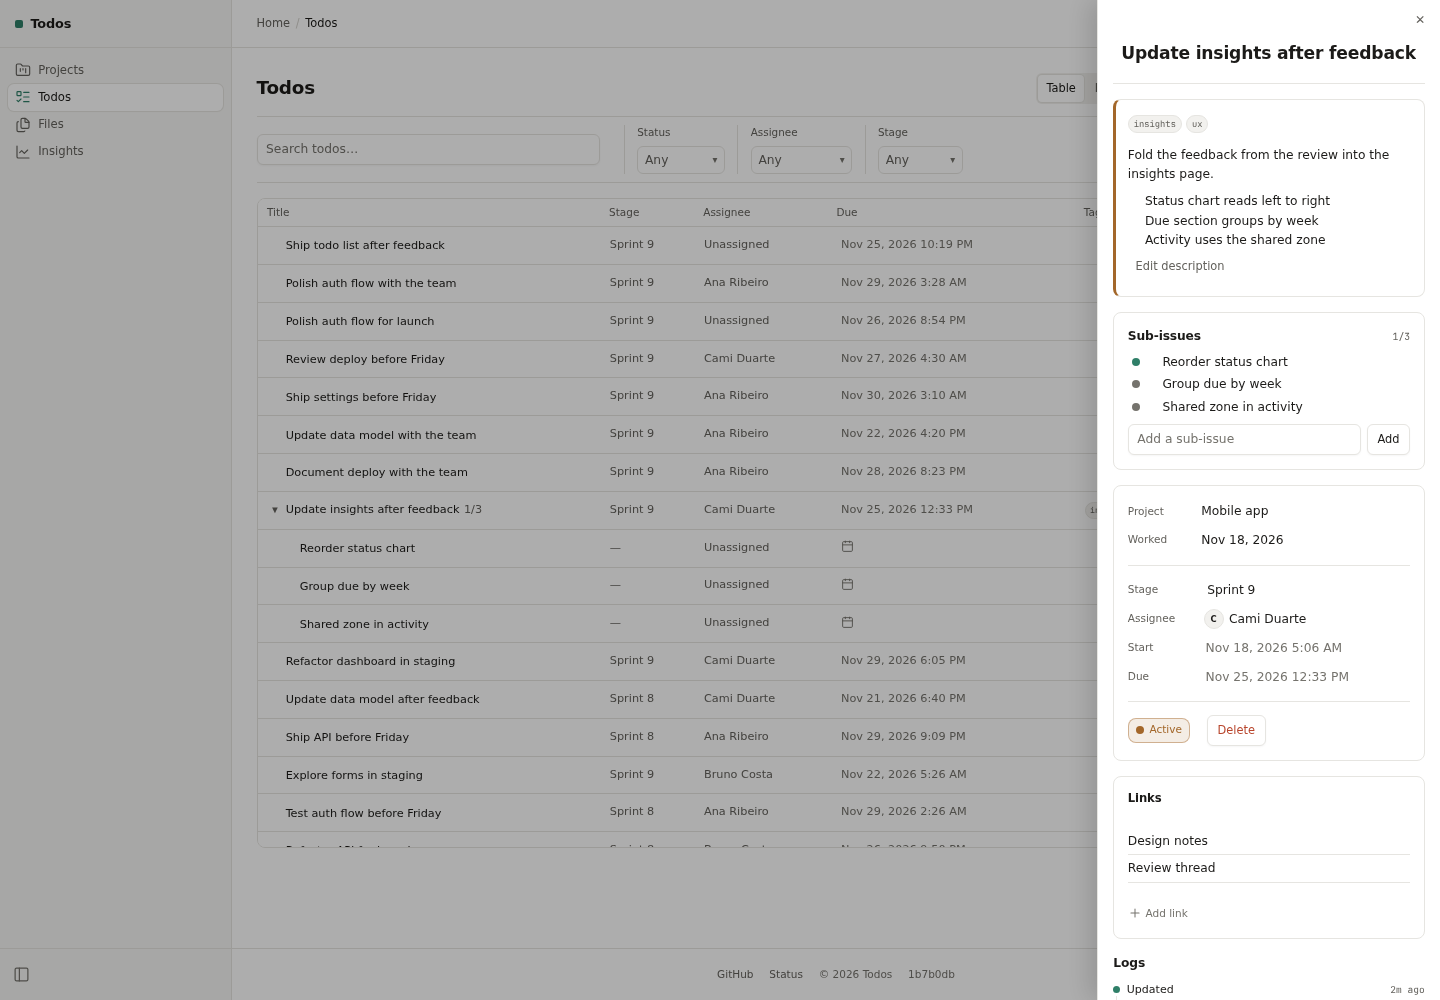 Todos
Projects
Todos
Files
Insights
Home / Todos
Todos
Table
Search todos…
Status
Any
Assignee
Any
Stage
Any
Title Stage Assignee Due
Ship todo list after feedback Sprint 9 Unassigned Nov 25, 2026 10:19 PM
Polish auth flow with the team Sprint 9 Ana Ribeiro Nov 29, 2026 3:28 AM
Polish auth flow for launch Sprint 9 Unassigned Nov 26, 2026 8:54 PM
Review deploy before Friday Sprint 9 Cami Duarte Nov 27, 2026 4:30 AM
Ship settings before Friday Sprint 9 Ana Ribeiro Nov 30, 2026 3:10 AM
Update data model with the team Sprint 9 Ana Ribeiro Nov 22, 2026 4:20 PM
Document deploy with the team Sprint 9 Ana Ribeiro Nov 28, 2026 8:23 PM
Update insights after feedback 1/3 Sprint 9 Cami Duarte Nov 25, 2026 12:33 PM
Reorder status chart — Unassigned
Group due by week — Unassigned
Shared zone in activity — Unassigned
Refactor dashboard in staging Sprint 9 Cami Duarte Nov 29, 2026 6:05 PM
Update data model after feedback Sprint 8 Cami Duarte Nov 21, 2026 6:40 PM
Ship API before Friday Sprint 8 Ana Ribeiro Nov 29, 2026 9:09 PM
Explore forms in staging Sprint 9 Bruno Costa Nov 22, 2026 5:26 AM
Test auth flow before Friday Sprint 8 Ana Ribeiro Nov 29, 2026 2:26 AM
GitHub Status © 2026 Todos 1b7b0db
×
Update insights after feedback
insights ux
Fold the feedback from the review into the
insights page.
Status chart reads left to right
Due section groups by week
Activity uses the shared zone
Edit description
Sub-issues 1/3
Reorder status chart
Group due by week
Shared zone in activity
Add a sub-issue Add
Project Mobile app
Worked Nov 18, 2026
Stage Sprint 9
Assignee C Cami Duarte
Start Nov 18, 2026 5:06 AM
Due Nov 25, 2026 12:33 PM
Active Delete
Links
Design notes
Review thread
Add link
Logs
Updated 2m ago